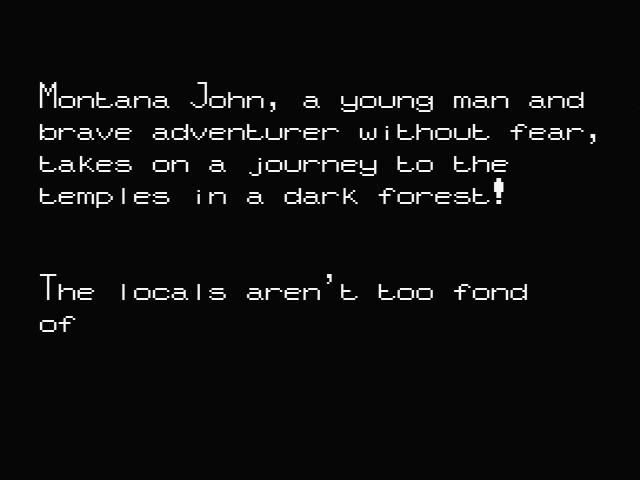 Montana John, a young man and
brave adventurer without fear,
takes on a journey to the
temples in a dark forest!
The locals aren't too fond
of